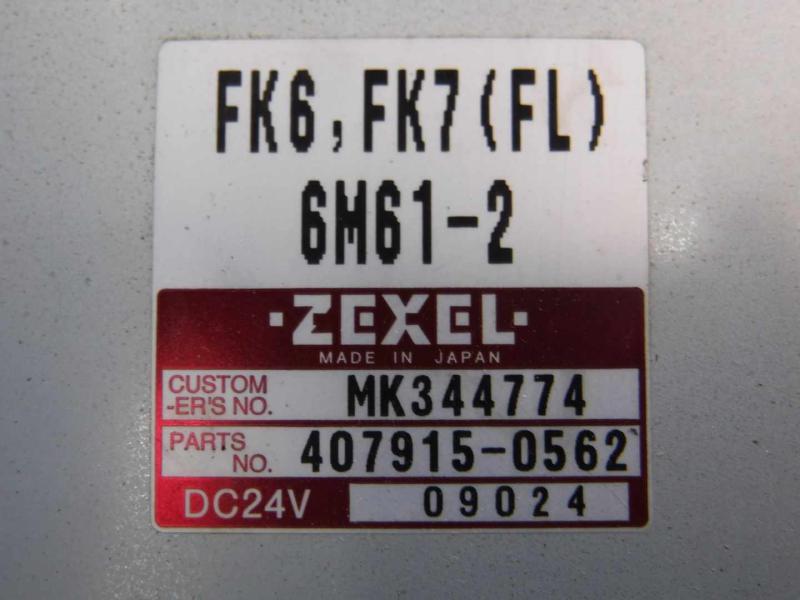 FK6, FK7(FL)
6M61-2
·ZEXEL·
MADE IN JAPAN
CUSTOM
-ER'S NO. MK344774
PARTS
NO. 407915-0562
DC24V 09024